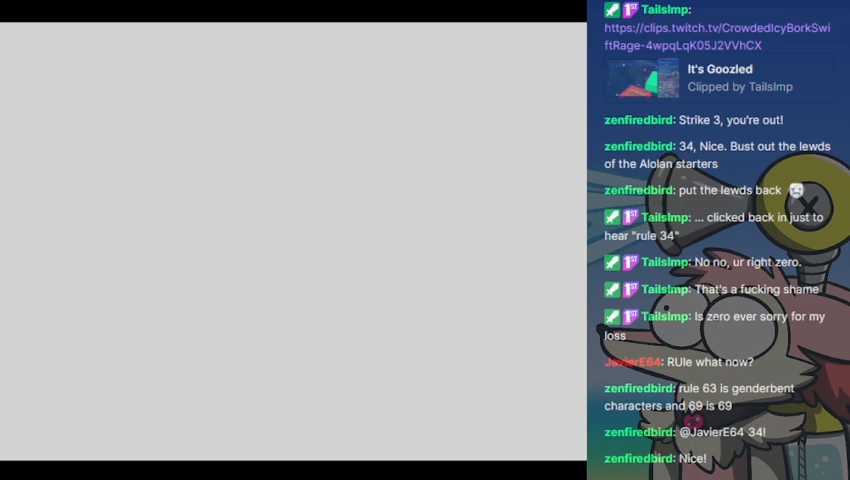 TailsImp:
https://clips.twitch.tv/CrowdedIcyBorkSwi
ftRage-4wpqLqK05J2VVhCX
It's Goozled
Clipped by TailsImp
zenfiredbird: Strike 3, you're out!
zenfiredbird: 34, Nice. Bust out the lewds
of the Alolan starters
zenfiredbird: put the lewds back
1ST TailsImp: ... clicked back in just to
hear "rule 34"
1ST TailsImp: No no, ur right zero.
1ST TailsImp: That's a fucking shame
1ST TailsImp: Is zero ever sorry for my
loss
JavierE64: RUle what now?
zenfiredbird: rule 63 is genderbent
characters and 69 is 69
zenfiredbird: @JavierE64 34!
zenfiredbird: Nice!